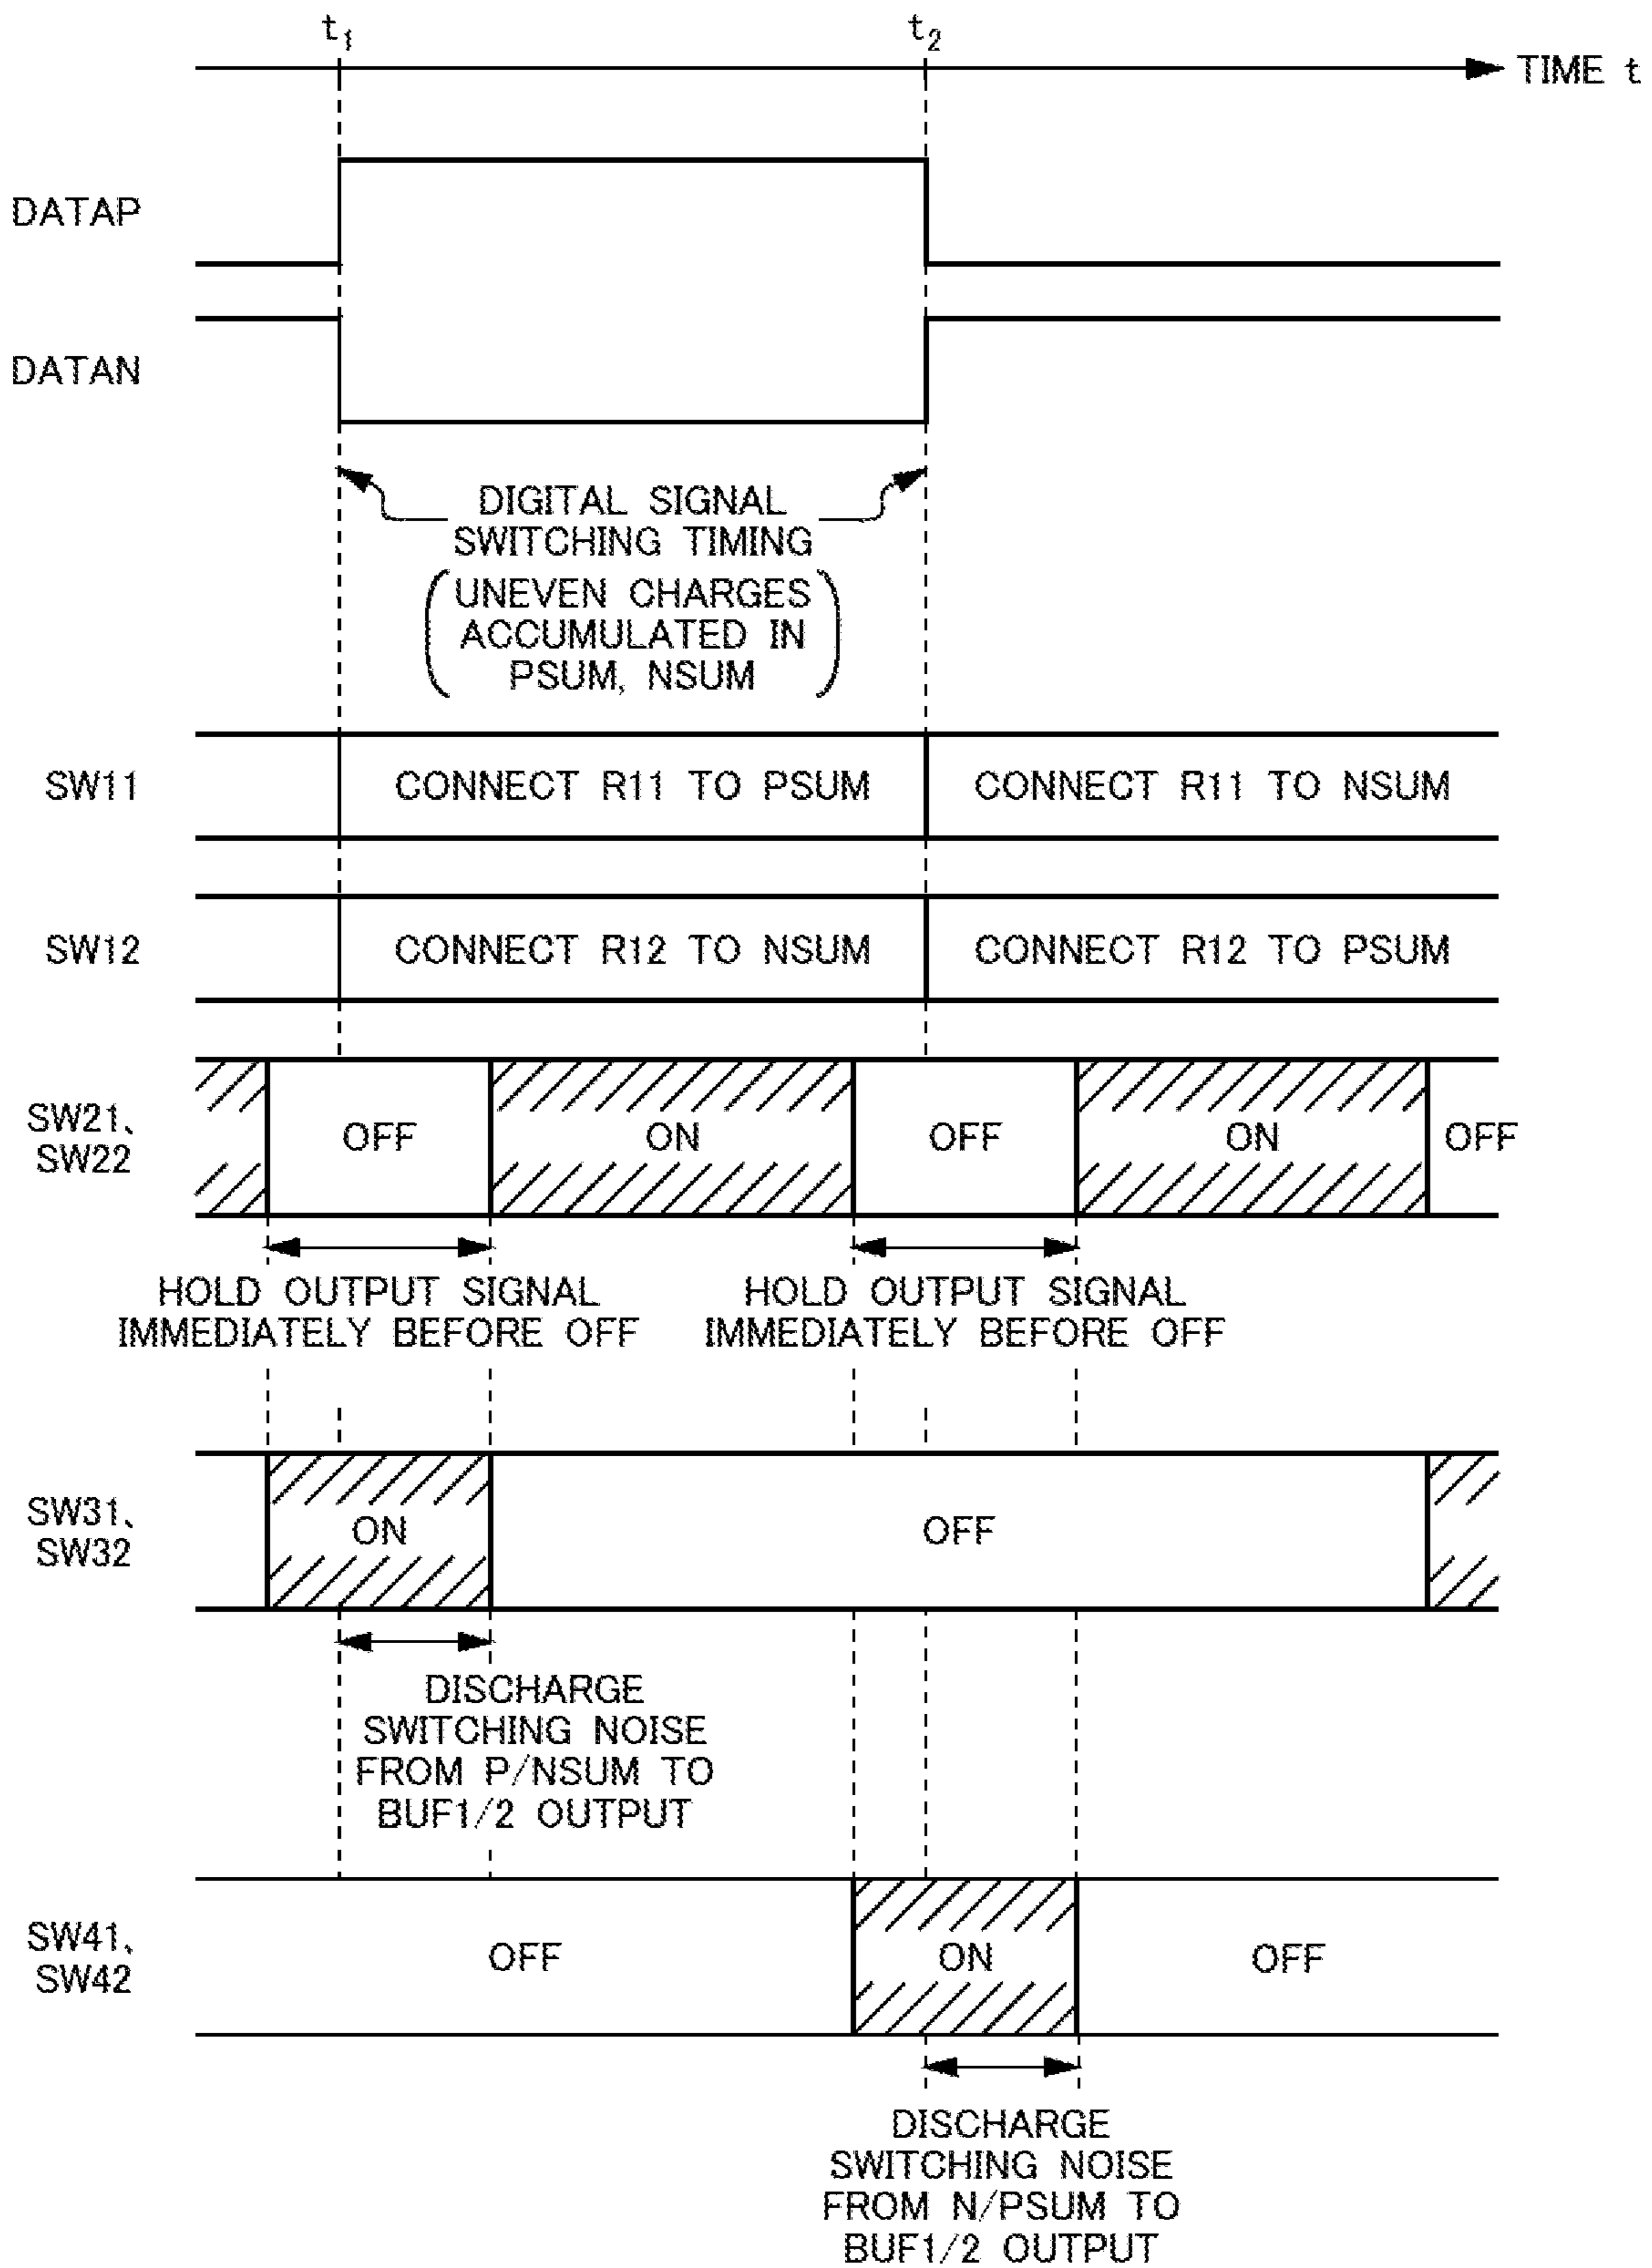 t1
t2
TIME t
DATAP
DATAN
DIGITAL SIGNAL
SWITCHING TIMING
(UNEVEN CHARGES
ACCUMULATED IN
PSUM, NSUM)
SW11
CONNECT R11 TO PSUM
CONNECT R11 TO NSUM
SW12
CONNECT R12 TO NSUM
CONNECT R12 TO PSUM
SW21、
SW22
OFF
ON
OFF
ON
OFF
HOLD OUTPUT SIGNAL
IMMEDIATELY BEFORE OFF
HOLD OUTPUT SIGNAL
IMMEDIATELY BEFORE OFF
SW31、
SW32
ON
OFF
DISCHARGE
SWITCHING NOISE
FROM P/NSUM TO
BUF1/2 OUTPUT
SW41、
SW42
OFF
ON
OFF
DISCHARGE
SWITCHING NOISE
FROM N/PSUM TO
BUF1/2 OUTPUT